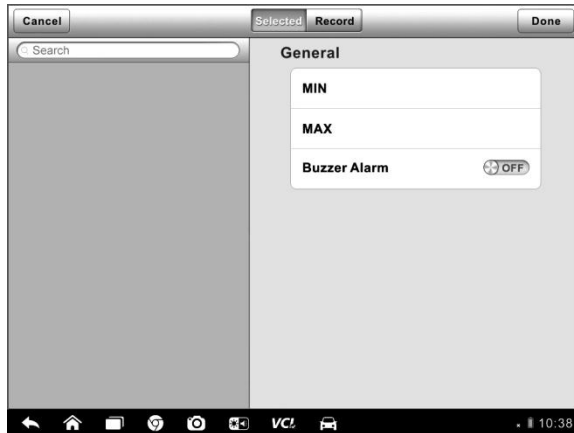 Cancel
Selected Record
Done
Search
General
MIN
MAX
Buzzer Alarm OFF
VCI
10:38